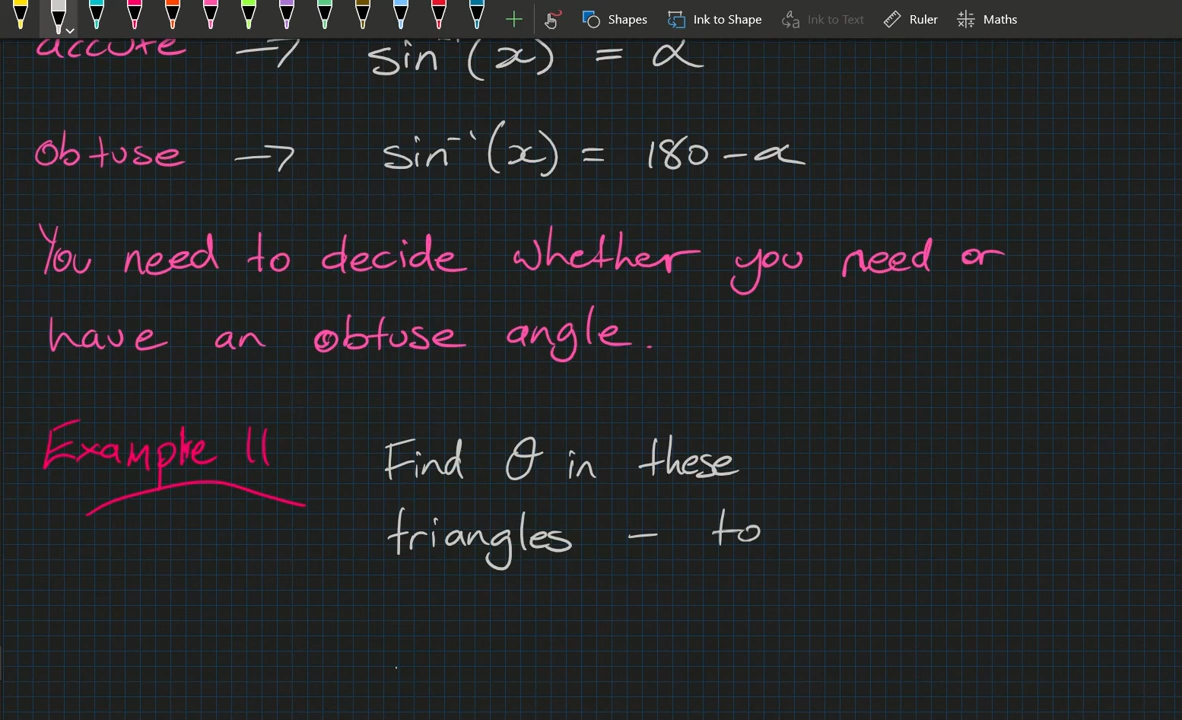 Shapes Ink to Shape Ink to Text Ruler Maths
accute → sin⁻¹(x) = α
obtuse → sin⁻¹(x) = 180 - α
You need to decide whether you need or
have an obtuse angle.
Example 11 Find θ in these
triangles - to